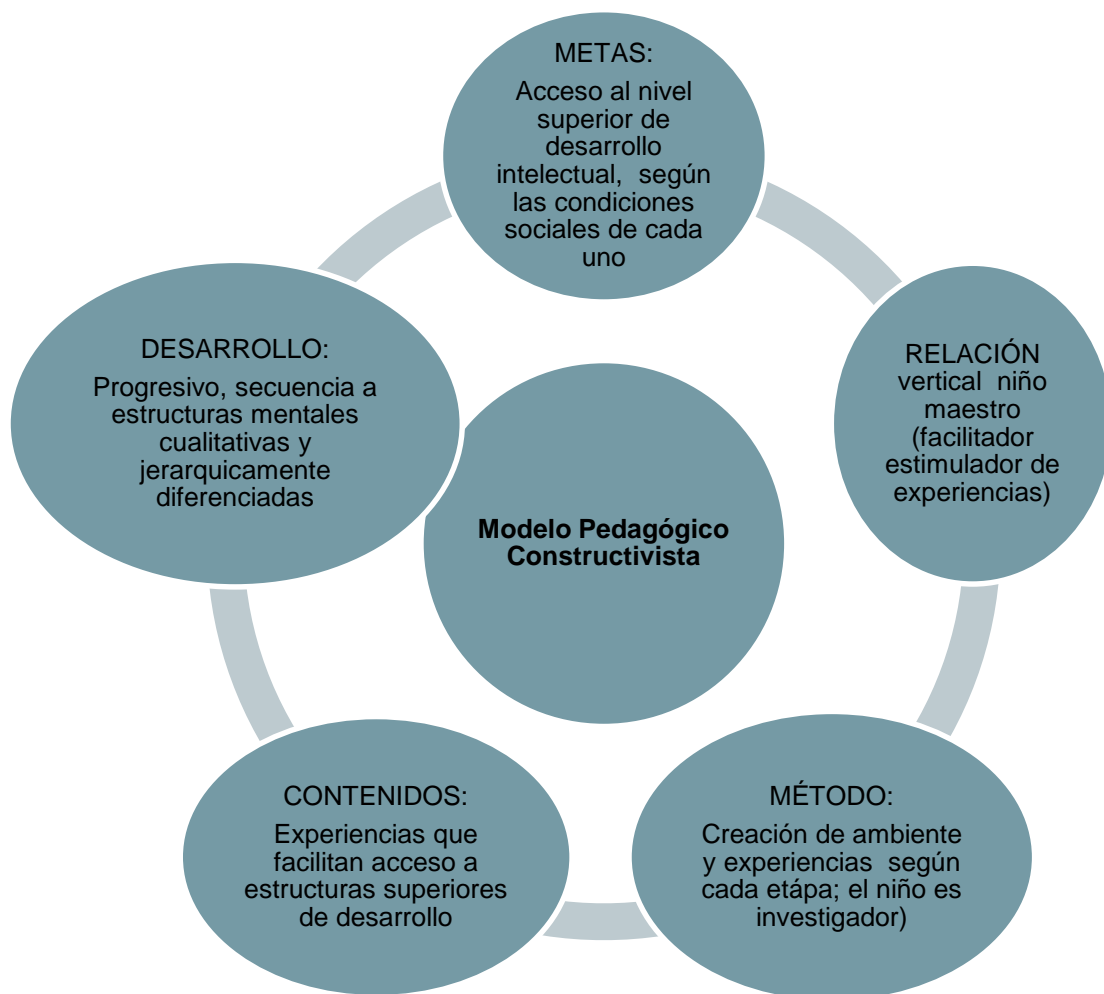 METAS:
Acceso al nivel
superior de
desarrollo
intelectual, según
las condiciones
sociales de cada
uno
RELACIÓN
vertical niño
maestro
(facilitador
estimulador de
experiencias)
MÉTODO:
Creación de ambiente
y experiencias según
cada etápa; el niño es
investigador)
CONTENIDOS:
Experiencias que
facilitan acceso a
estructuras superiores
de desarrollo
DESARROLLO:
Progresivo, secuencia a
estructuras mentales
cualitativas y
jerarquicamente
diferenciadas
Modelo Pedagógico
Constructivista